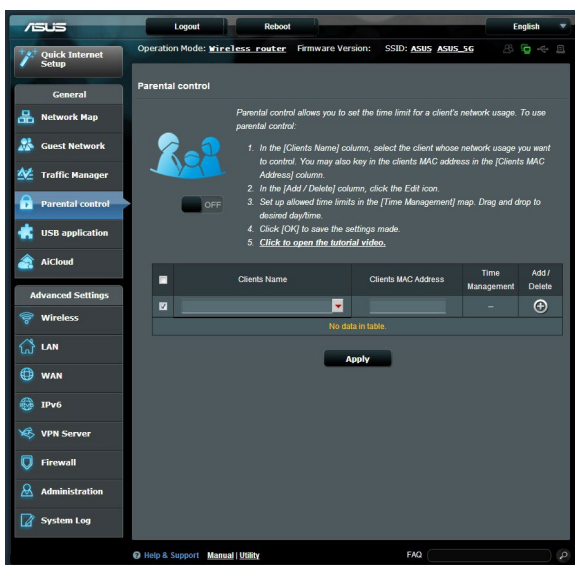 ASUS
Logout
Reboot
English
Operation Mode: Wireless router Firmware Version: SSID: ASUS ASUS_5G
Quick Internet
Setup
General
Network Map
Guest Network
Traffic Manager
Parental control
USB application
AiCloud
Advanced Settings
Wireless
LAN
WAN
IPv6
VPN Server
Firewall
Administration
System Log
Parental control
Parental control allows you to set the time limit for a client's network usage. To use
parental control:
1. In the [Clients Name] column, select the client whose network usage you want
to control. You may also key in the clients MAC address in the [Clients MAC
Address] column.
2. In the [Add / Delete] column, click the Edit icon.
3. Set up allowed time limits in the [Time Management] map. Drag and drop to
desired day/time.
4. Click [OK] to save the settings made.
5. Click to open the tutorial video.
OFF
Clients Name
Clients MAC Address
Time
Management
Add /
Delete
--
No data in table.
Apply
Help & Support Manual | Utility
FAQ